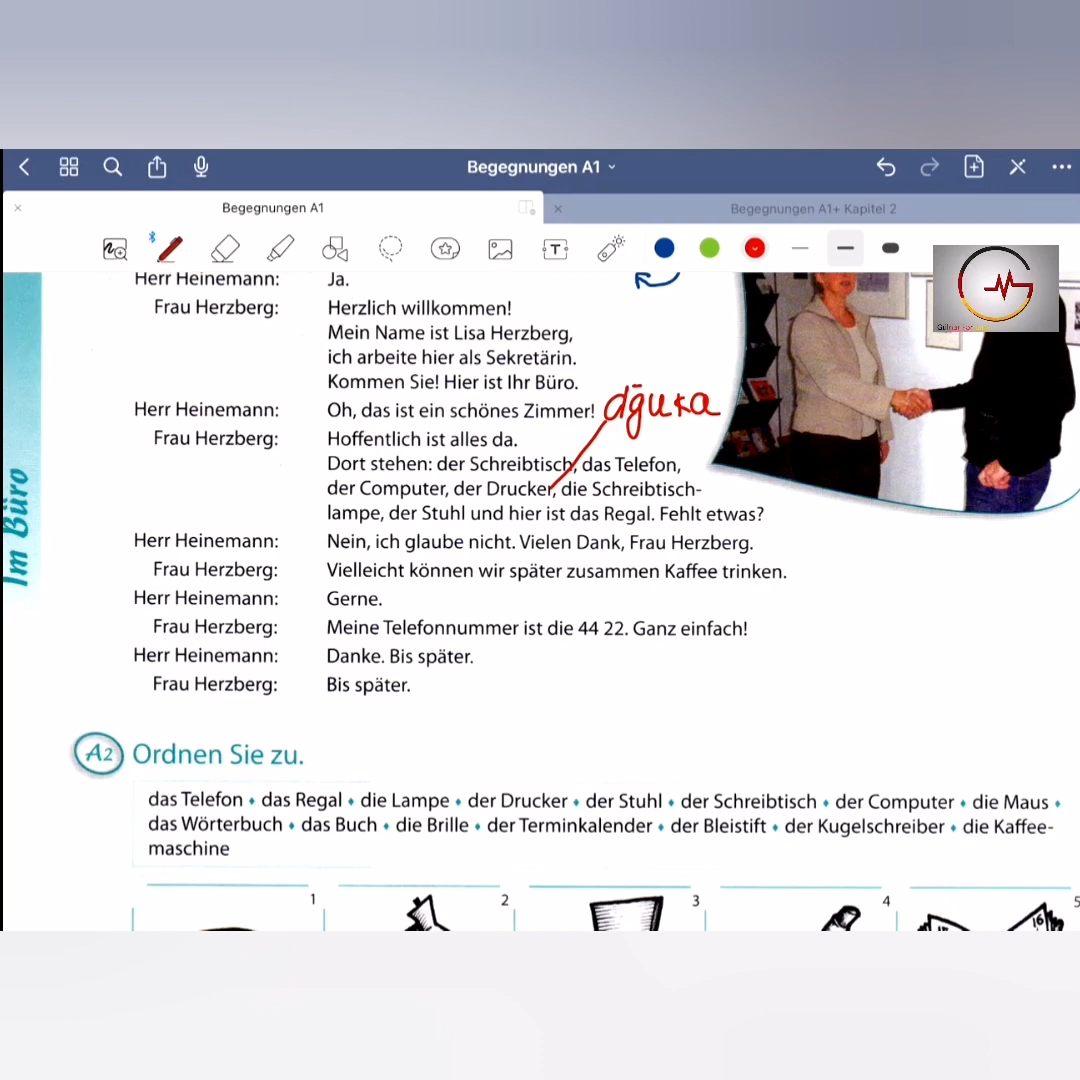 Begegnungen A1
Begegnungen A1
Begegnungen A1+ Kapitel 2
Herr Heinemann: Ja.
Frau Herzberg: Herzlich willkommen!
Mein Name ist Lisa Herzberg,
ich arbeite hier als Sekretärin.
Kommen Sie! Hier ist Ihr Büro.
Herr Heinemann: Oh, das ist ein schönes Zimmer!
Frau Herzberg: Hoffentlich ist alles da.
Dort stehen: der Schreibtisch, das Telefon,
der Computer, der Drucker, die Schreibtisch-
lampe, der Stuhl und hier ist das Regal. Fehlt etwas?
Herr Heinemann: Nein, ich glaube nicht. Vielen Dank, Frau Herzberg.
Frau Herzberg: Vielleicht können wir später zusammen Kaffee trinken.
Herr Heinemann: Gerne.
Frau Herzberg: Meine Telefonnummer ist die 44 22. Ganz einfach!
Herr Heinemann: Danke. Bis später.
Frau Herzberg: Bis später.
Im Büro
A2 Ordnen Sie zu.
das Telefon ♦ das Regal ♦ die Lampe ♦ der Drucker ♦ der Stuhl ♦ der Schreibtisch ♦ der Computer ♦ die Maus ♦
das Wörterbuch ♦ das Buch ♦ die Brille ♦ der Terminkalender ♦ der Bleistift ♦ der Kugelschreiber ♦ die Kaffee-
maschine
1 2 3 4 5
16